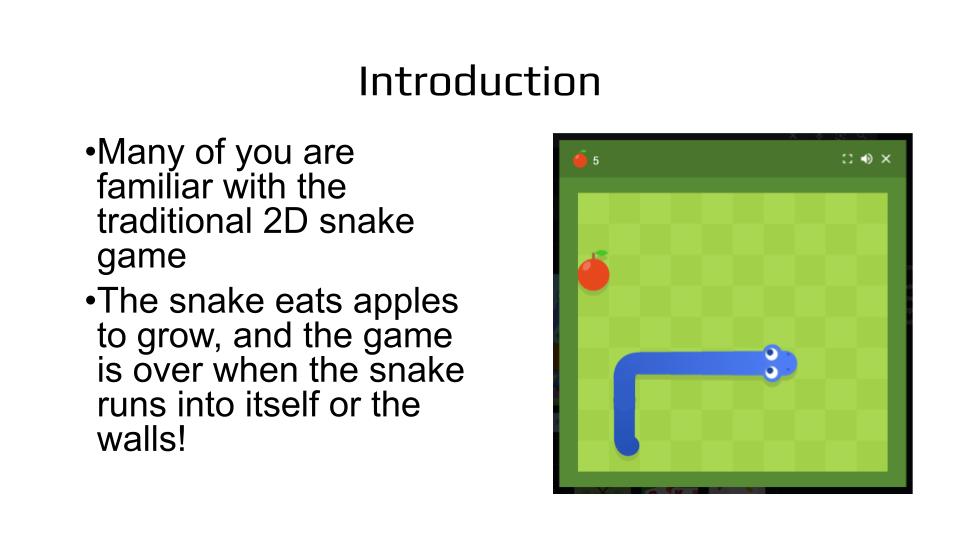 Introduction
•Many of you are
familiar with the
traditional 2D snake
game
•The snake eats apples
to grow, and the game
is over when the snake
runs into itself or the
walls!
5